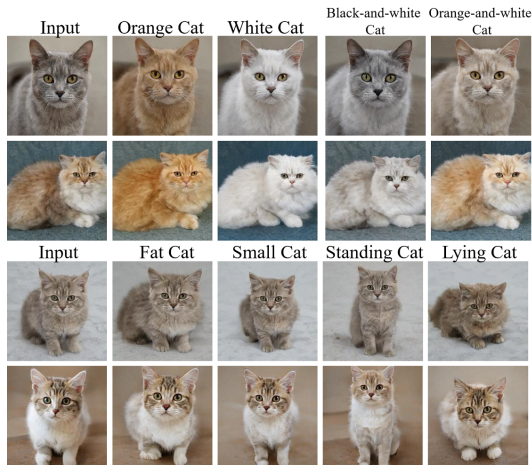 Input Orange Cat White Cat Black-and-white Cat Orange-and-white Cat
Input Fat Cat Small Cat Standing Cat Lying Cat